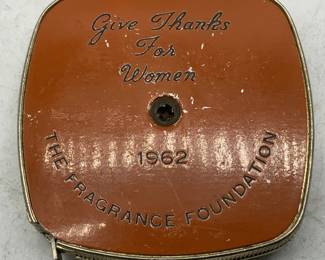 Give Thanks
For
Women
1962
THE FRAGRANCE FOUNDATION